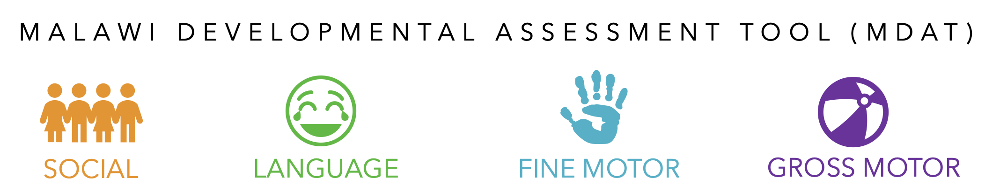 MALAWI DEVELOPMENTAL ASSESSMENT TOOL (MDAT)
SOCIAL
LANGUAGE
FINE MOTOR
GROSS MOTOR